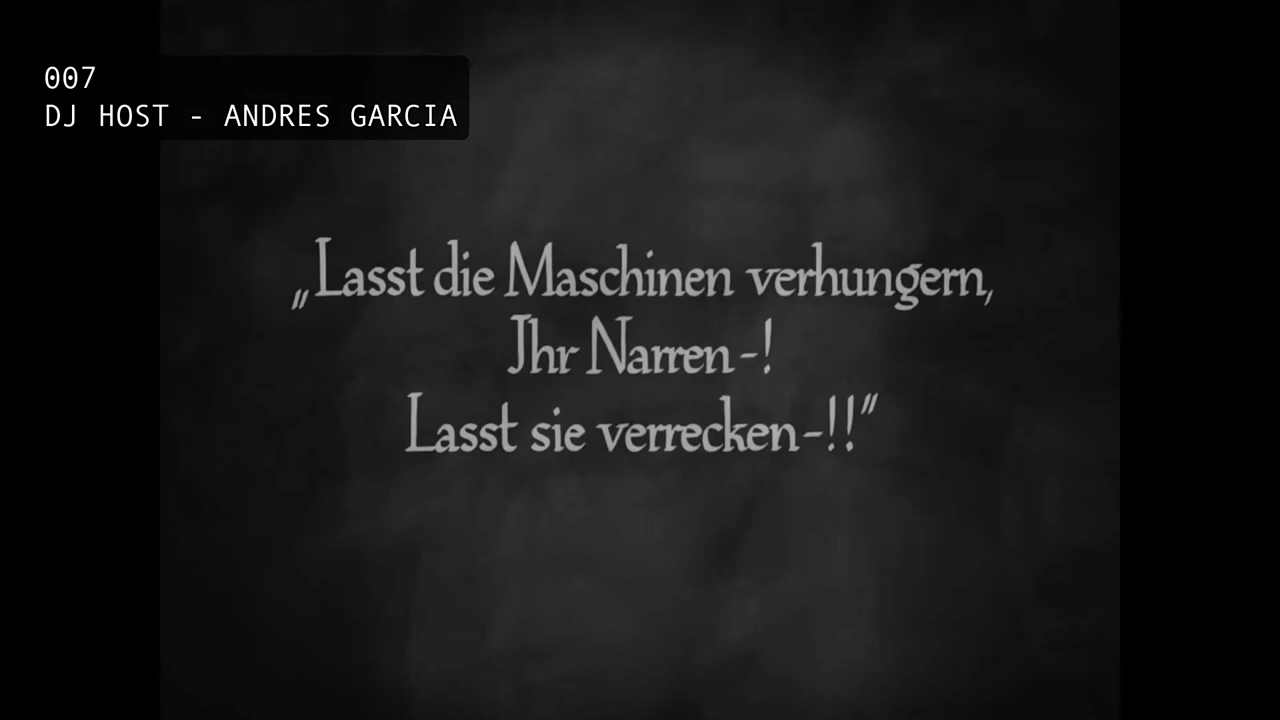 007
DJ HOST - ANDRES GARCIA
„Lasst die Maschinen verhungern,
Ihr Narren-!
Lasst sie verrecken-!!"